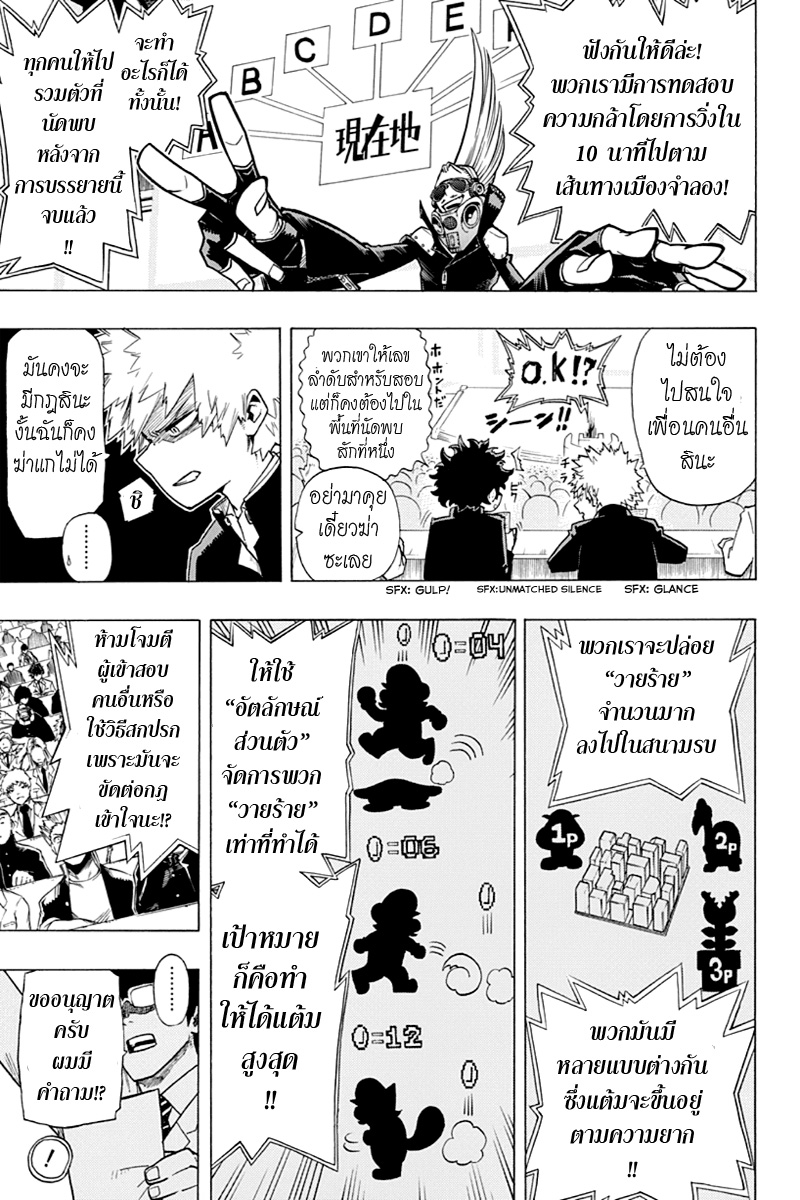 ฟังกันให้ดีล่ะ!
พวกเรามีการทดสอบ
ความกล้าโดยการวิ่งใน
10 นาทีไปตาม
เส้นทางเมืองจำลอง!
A B C D E F
現在地
จะทำ
อะไรก็ได้
ทั้งนั้น!
ทุกคนให้ไป
รวมตัวที่
นัดพบ
หลังจาก
การบรรยายนี้
จบแล้ว
!!
ไม่ต้อง
ไปสนใจ
เพื่อนคนอื่น
สินะ
O.K!?
シーン!!
ホホントだ
พวกเขาให้เลข
ลำดับสำหรับสอบ
แต่ก็คงต้องไปใน
พื้นที่นัดพบ
สักที่หนึ่ง
อย่ามาคุย
เดี๋ยวฆ่า
ซะเลย
SFX: GULP!
SFX:UNMATCHED SILENCE
SFX: GLANCE
มันคงจะ
มีกฎสินะ
งั้นฉันก็คง
ฆ่าแกไม่ได้
ชิ
......
พวกเราจะปล่อย
“วายร้าย”
จำนวนมาก
ลงไปในสนามรบ
1P
2P
3P
พวกมันมี
หลายแบบต่างกัน
ซึ่งแต้มจะขึ้นอยู่
ตามความยาก
!!
0=04
0=06
0=12
ให้ใช้
“อัตลักษณ์
ส่วนตัว”
จัดการพวก
“วายร้าย”
เท่าที่ทำได้
เป้าหมาย
ก็คือทำ
ให้ได้แต้ม
สูงสุด
!!
ห้ามโจมตี
ผู้เข้าสอบ
คนอื่นหรือ
ใช้วิธีสกปรก
เพราะมันจะ
ขัดต่อกฎ
เข้าใจนะ!?
......
ขออนุญาต
ครับ
ผมมี
คำถาม!?
!